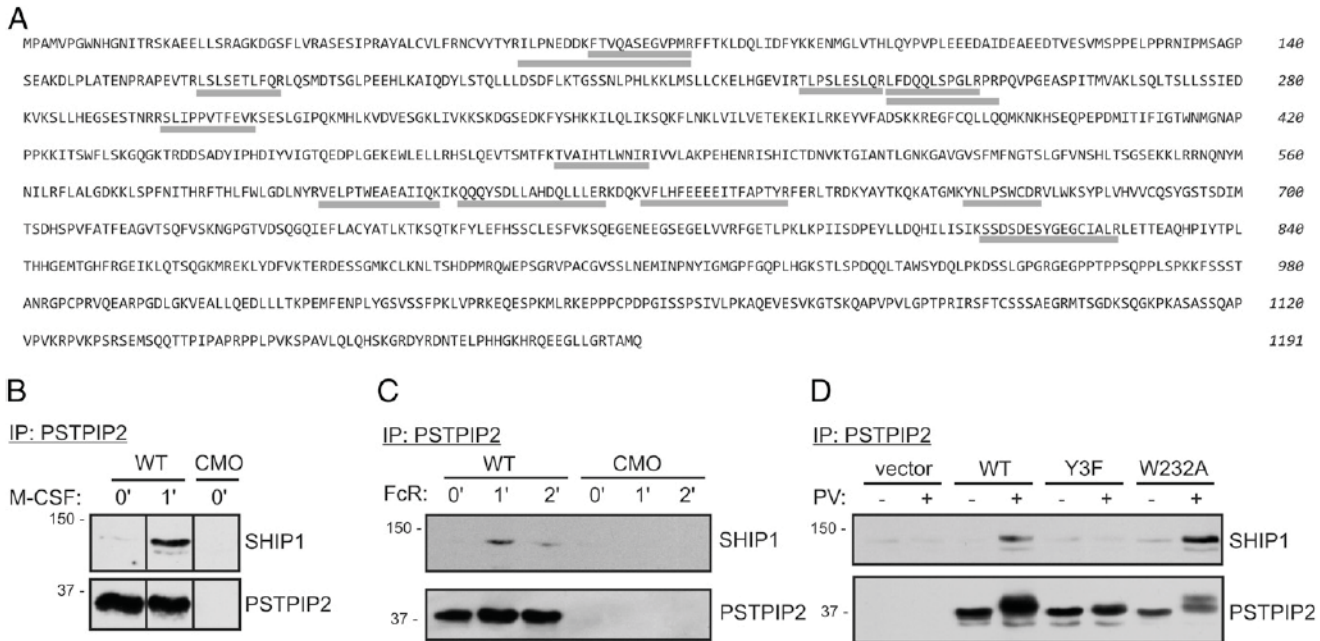 A
MPAMVPGWNHGNITRSKAEELLSRAGKDGSFLVRASESIPRAYALCVLFRNCVYTYRILPNEDDKFTVQASEGVPMRFFTKLDQLIDFYKKENMGLVTHLQYPVPLEEEDAIDEAEEDTVESVMSPPELPPRNIPMSAGP 140
SEAKDLPLATENPRAPEVTRLSLSETLFQRLQSMDTSGLPEEHLKAIQDYLSTQLLLDSDFLKTGSSNLPHLKKLMSLLCKELHGEVIRTLPSLESLQRLFDQQLSPGLRPRPQVPGEASPITMVAKLSQLTSLLSSIED 280
KVKSLLHEGSESTNRRSLIPPVTFEVKSESLGIPQKMHLKVDVESGKLIVKKSKDGSEDKFYSHKKILQLIKSQKFLNKLVILVETEKEKILRKEYVFADSKKREGFCQLLQQMKNKHSEQPEPDMITIFIGTWNMGNAP 420
PPKKITSWFLSKGQGKTRDDSADYIPHDIYVIGTQEDPLGEKEWLELLRHSLQEVTSMTFKTVAIHTLWNIRIVVLAKPEHENRISHICTDNVKTGIANTLGNKGAVGVSFMFNGTSLGFVNSHLTSGSEKKLRRNQNYM 560
NILRFLALGDKKLSPFNITHRFTHLFWLGDLNYRVELPTWEAEAIIQKIKQQQYSDLLAHDQLLLERKDQKVFLHFEEEEITFAPTYRFERLTRDKYAYTKQKATGMKYNLPSWCDRVLWKSYPLVHVVCQSYGSTSDIM 700
TSDHSPVFATFEAGVTSQFVSKNGPGTVDSQGQIEFLACYATLKTKSQTKFYLEFHSSCLESFVKSQEGENEEGSEGELVVRFGETLPKLKPIISDPEYLLDQHILISIKSSDSDESYGEGCIALRLETTEAQHPIYTPL 840
THHGEMTGHFRGEIKLQTSQGKMREKLYDFVKTERDESSGMKCLKNLTSHDPMRQWEPSGRVPACGVSSLNEMINPNYIGMGPFGQPLHGKSTLSPDQQLTAWSYDQLPKDSSLGPGRGEGPPTPPSQPPLSPKKFSSST 980
ANRGPCPRVQEARPGDLGKVEALLQEDLLLTKPEMFENPLYGSVSSFPKLVPRKEQESPKMLRKEPPPCPDPGISSPSIVLPKAQEVESVKGTSKQAPVPVLGPTPRIRSFTCSSSAEGRMTSGDKSQGKPKASASSQAP 1120
VPVKRPVKPSRSEMSQQTTPIPAPRPPLPVKSPAVLQLQHSKGRDYRDNTELPHHGKHRQEEGLLGRTAMQ 1191
B
IP: PSTPIP2
WT CMO
M-CSF: 0' 1' 0'
150 - SHIP1
37 - PSTPIP2
C
IP: PSTPIP2
WT CMO
FcR: 0' 1' 2' 0' 1' 2'
150 - SHIP1
37 - PSTPIP2
D
IP: PSTPIP2
vector WT Y3F W232A
PV: - + - + - + - +
150 - SHIP1
37 - PSTPIP2